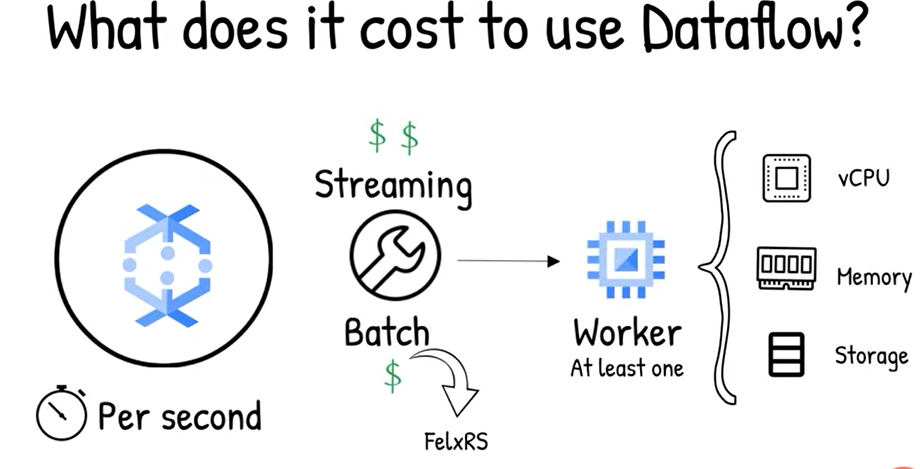 What does it cost to use Dataflow?
$ $
Streaming
Batch
$
FelxRS
Per second
Worker
At least one
vCPU
Memory
Storage